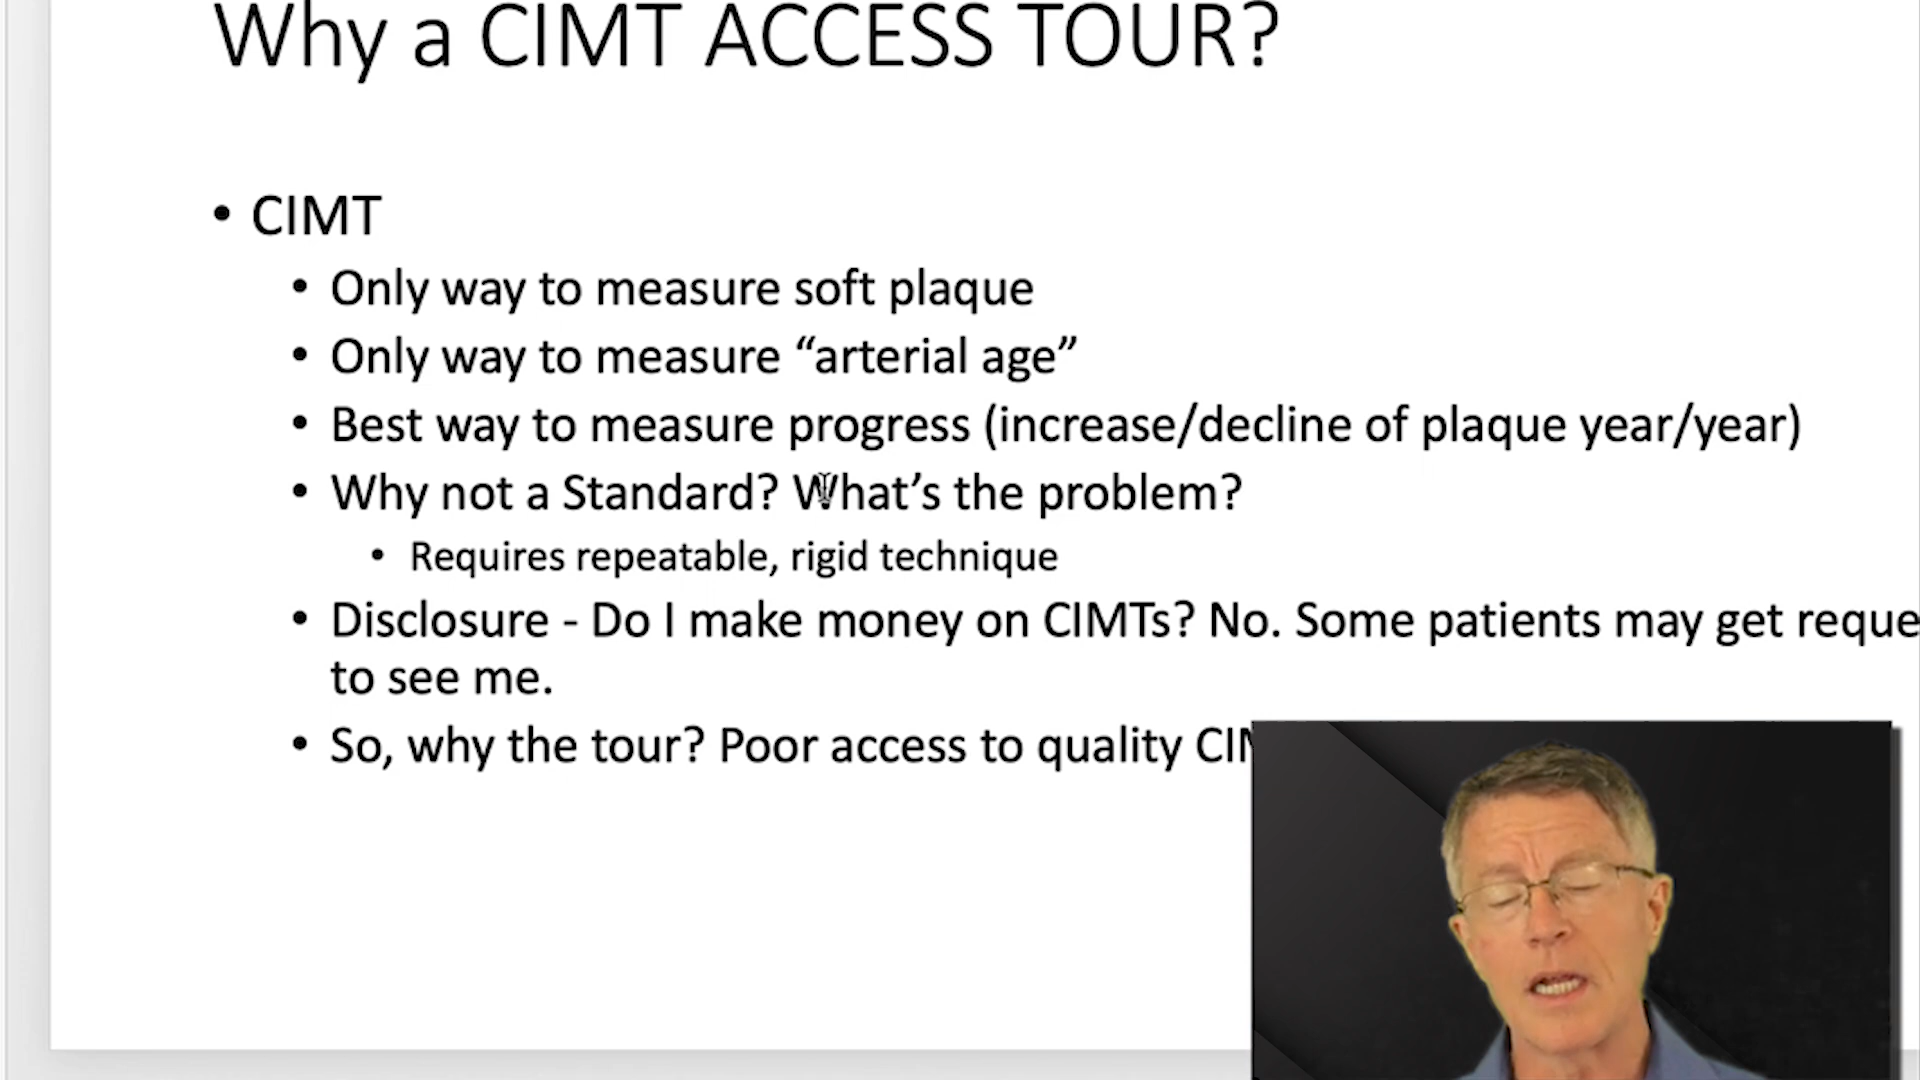 Why a CIMT ACCESS TOUR?
• CIMT
• Only way to measure soft plaque
• Only way to measure “arterial age”
• Best way to measure progress (increase/decline of plaque year/year)
• Why not a Standard? What’s the problem?
• Requires repeatable, rigid technique
• Disclosure - Do I make money on CIMTs? No. Some patients may get
to see me.
• So, why the tour? Poor access to quality